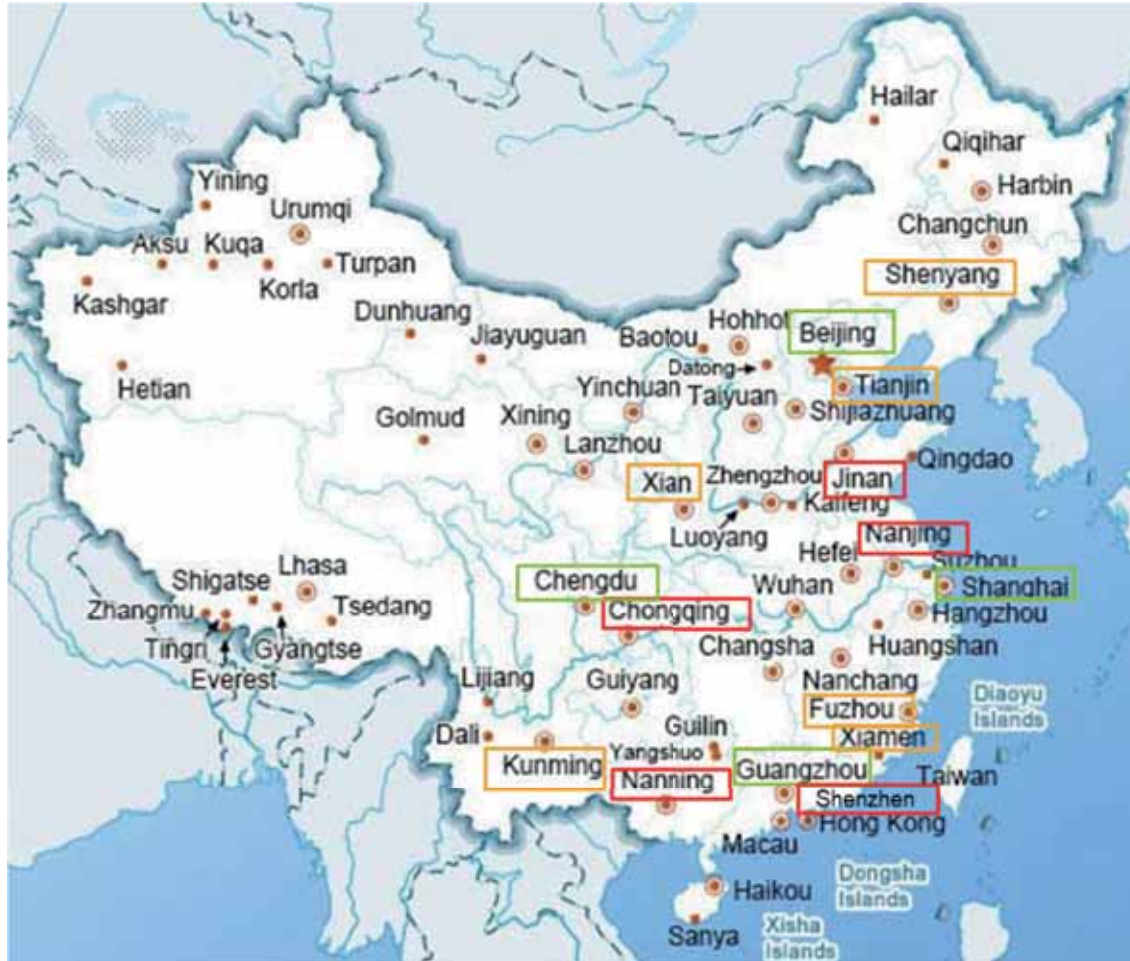 Hailar
Qiqihar
Harbin
Yining
Urumqi
Changchun
Aksu
Kuqa
Turpan
Shenyang
Kashgar
Korla
Dunhuang
Jiayuguan
Baotou
Hohhot
Beijing
Datong
Hetian
Yinchuan
Tianjin
Taiyuan
Shijiazhuang
Golmud
Xining
Lanzhou
Qingdao
Xian
Zhengzhou
Jinan
Kaifeng
Luoyang
Nanjing
Hefei
Suzhou
Lhasa
Chengdu
Wuhan
Shanghai
Shigatse
Zhangmu
Tsedang
Chongqing
Hangzhou
Tingri
Gyangtse
Changsha
Huangshan
Everest
Lijiang
Guiyang
Nanchang
Diaoyu
Islands
Fuzhou
Guilin
Dali
Xiamen
Yangshuo
Kunming
Nanning
Guangzhou
Taiwan
Shenzhen
Hong Kong
Macau
Dongsha
Islands
Haikou
Sanya
Xisha
Islands